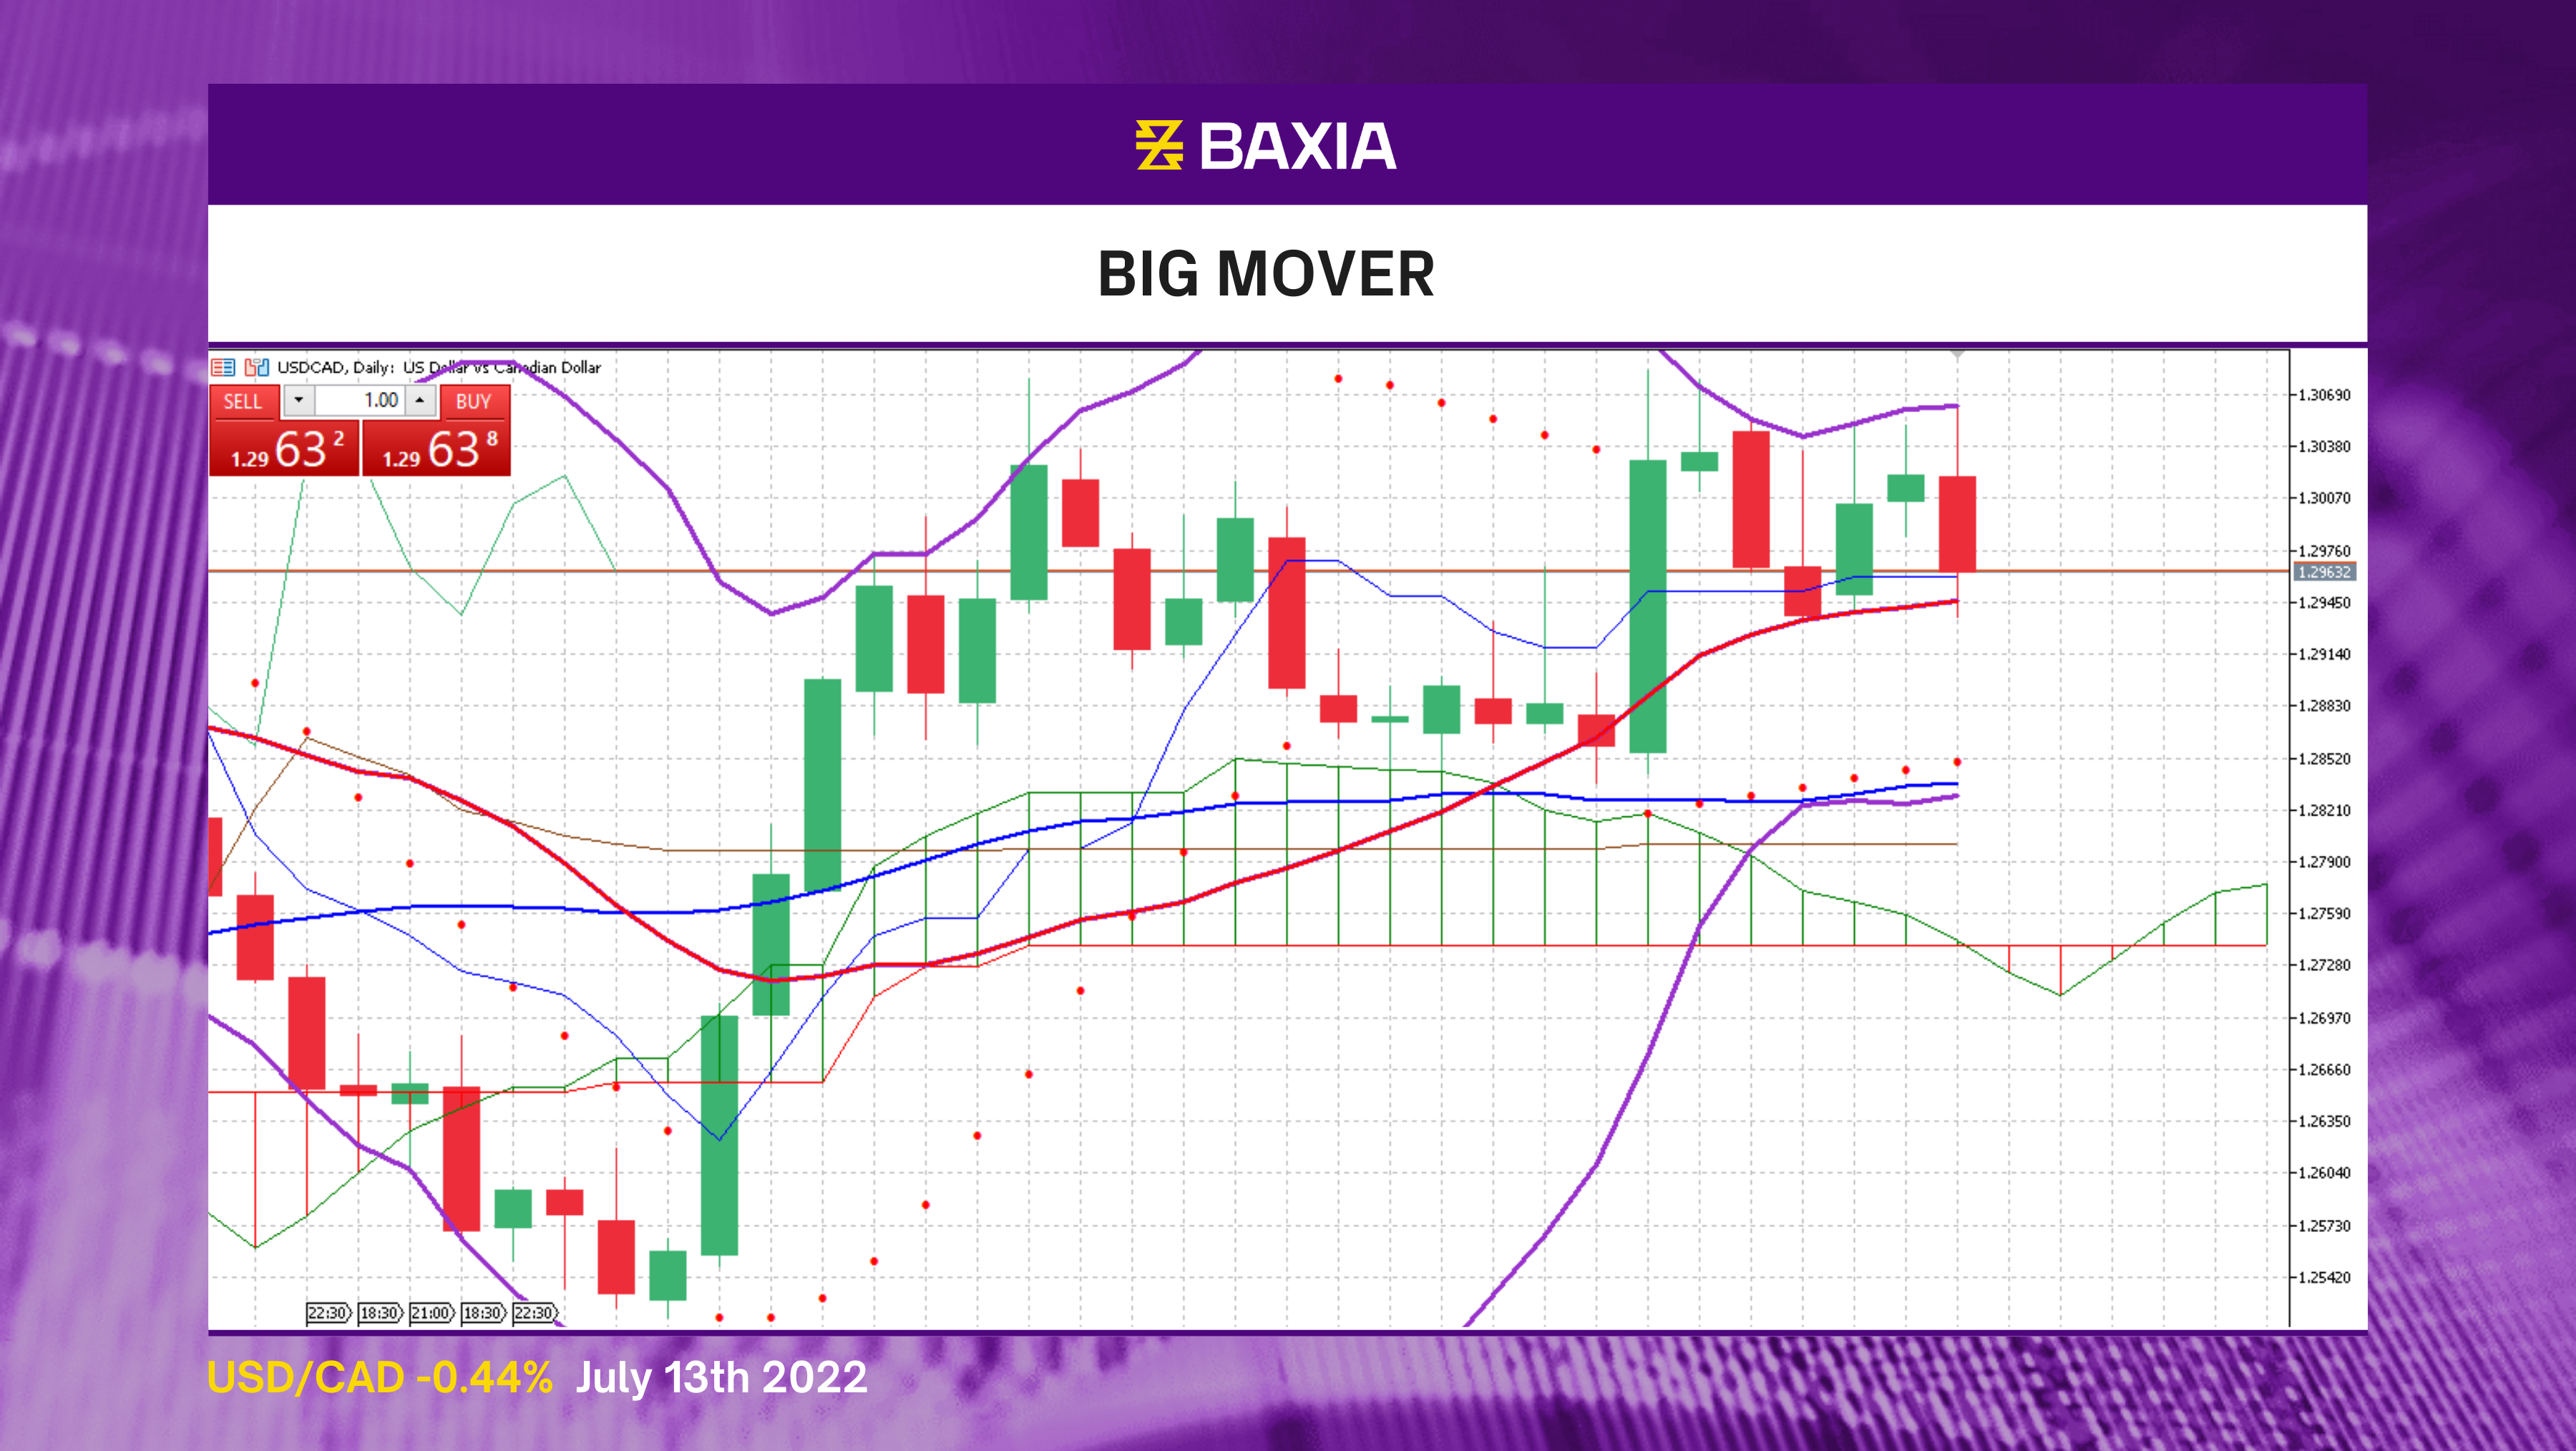 BAXIA
BIG MOVER
USDCAD, Daily: US Dollar vs Canadian Dollar
SELL 1.00 BUY
1.29 63 2 1.29 63 8
1.30690
1.30380
1.30070
1.29760
1.29632
1.29450
1.29140
1.28830
1.28520
1.28210
1.27900
1.27590
1.27280
1.26970
1.26660
1.26350
1.26040
1.25730
1.25420
22:30 18:30 21:00 18:30 22:30
USD/CAD -0.44% July 13th 2022